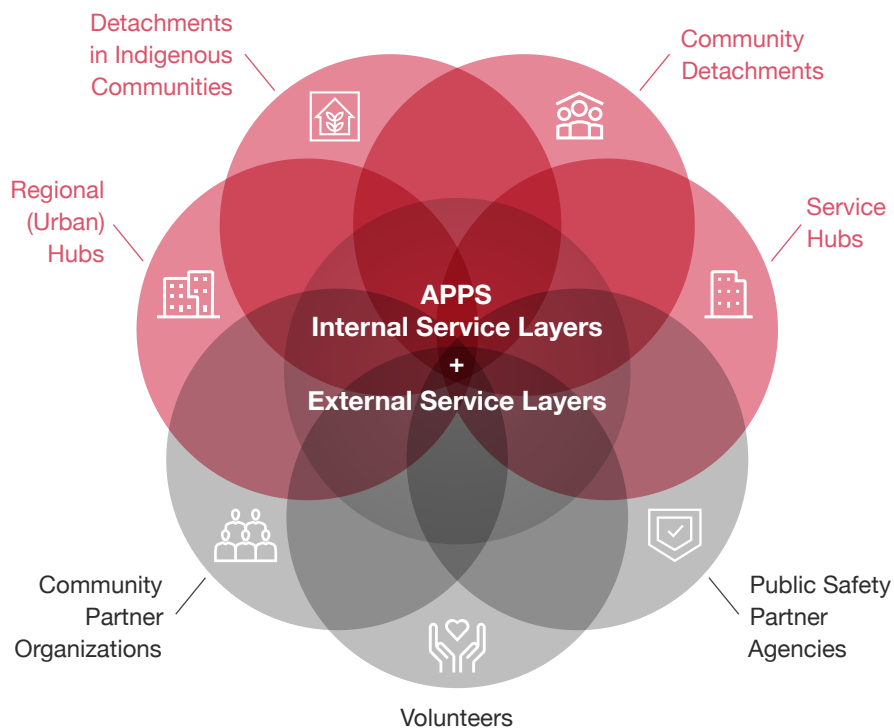 Detachments
in Indigenous
Communities
Community
Detachments
Regional
(Urban)
Hubs
Service
Hubs
APPS
Internal Service Layers
+
External Service Layers
Community
Partner
Organizations
Public Safety
Partner
Agencies
Volunteers